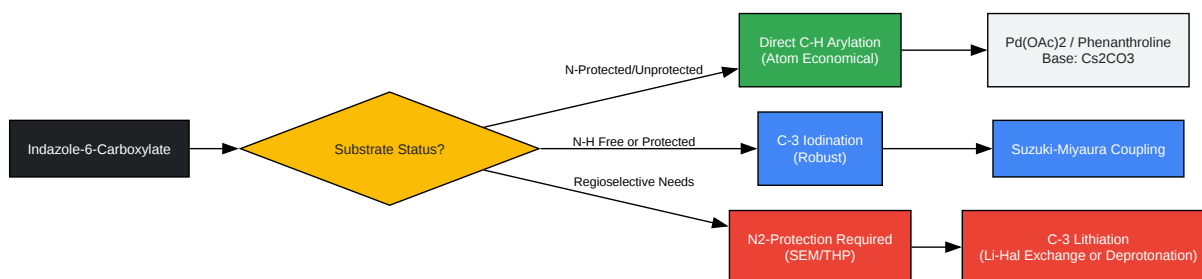 Indazole-6-Carboxylate
Substrate Status?
N-Protected/Unprotected
Direct C-H Arylation
(Atom Economical)
Pd(OAc)2 / Phenanthroline
Base: Cs2CO3
N-H Free or Protected
C-3 Iodination
(Robust)
Suzuki-Miyaura Coupling
Regioselective Needs
N2-Protection Required
(SEM/THP)
C-3 Lithiation
(Li-Hal Exchange or Deprotonation)